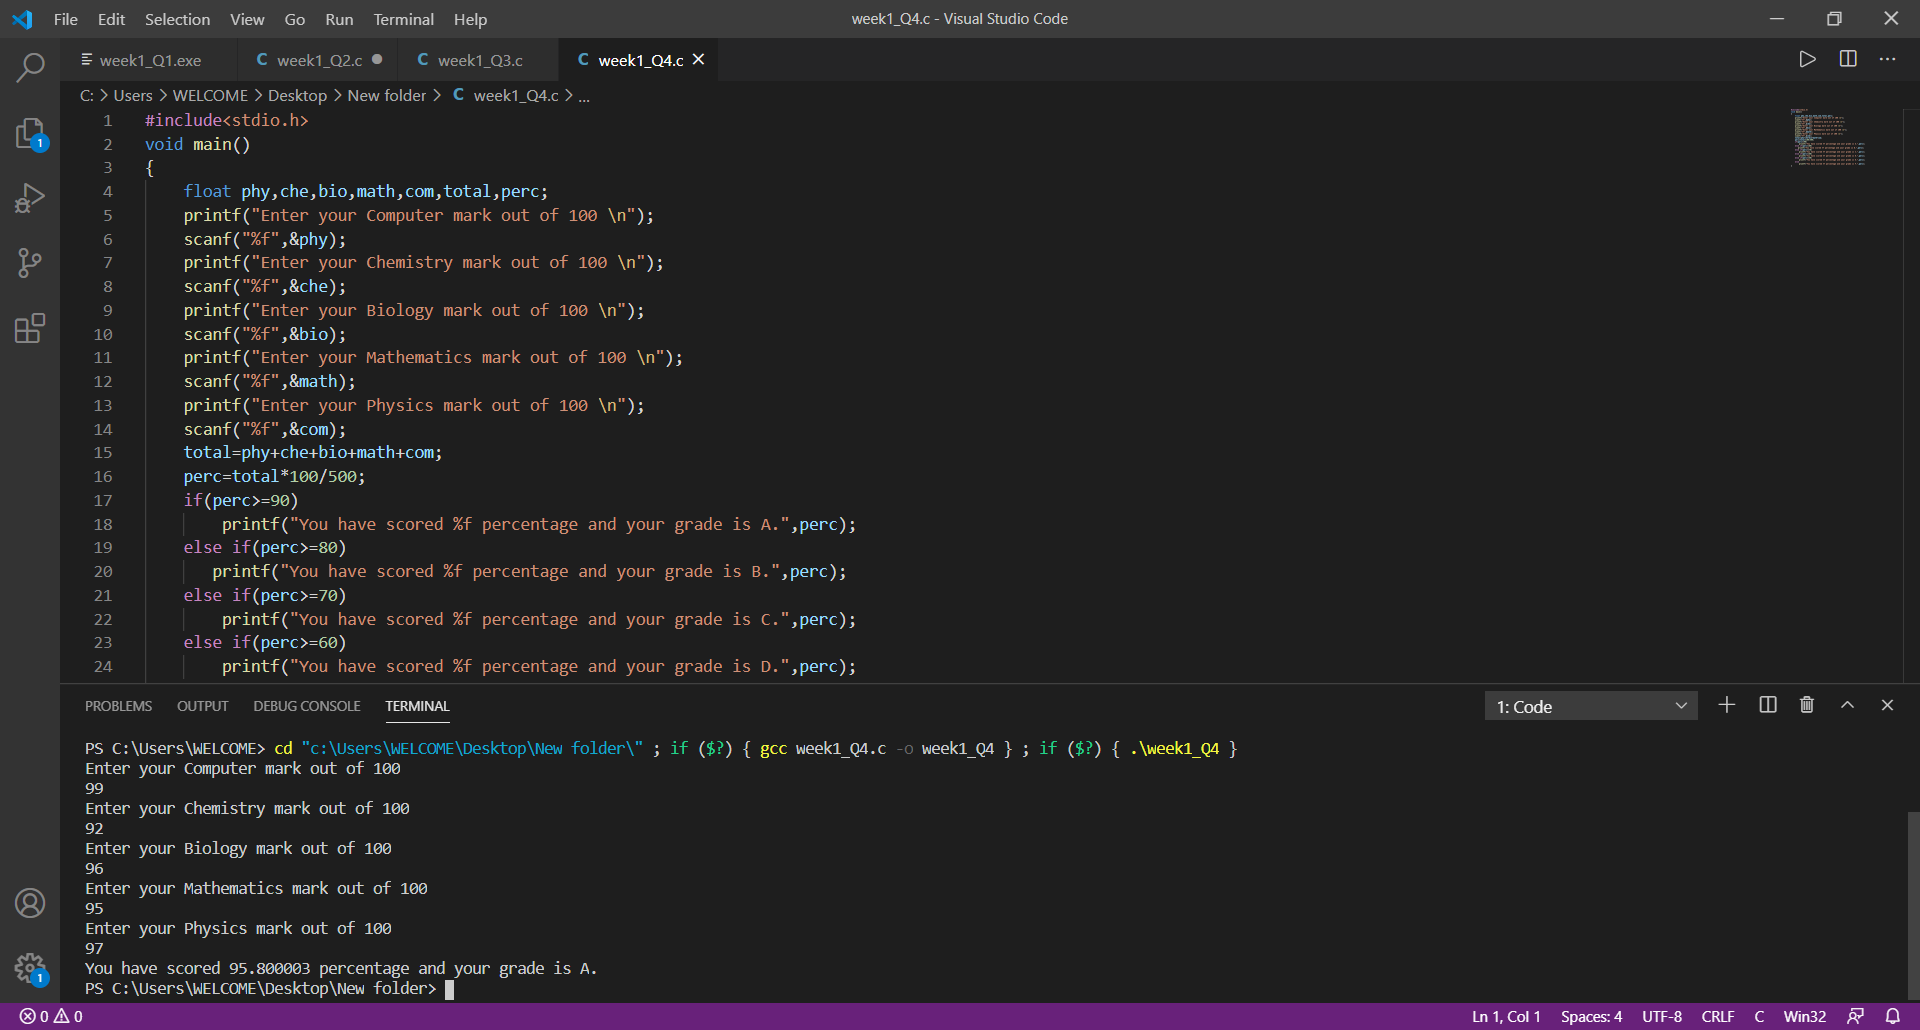 File Edit Selection View Go Run Terminal Help week1_Q4.c - Visual Studio Code
week1_Q1.exe week1_Q2.c week1_Q3.c week1_Q4.c
C: > Users > WELCOME > Desktop > New folder > C week1_Q4.c > ...
1 #include<stdio.h>
2 void main()
3 {
4 float phy,che,bio,math,com,total,perc;
5 printf("Enter your Computer mark out of 100 \n");
6 scanf("%f",&phy);
7 printf("Enter your Chemistry mark out of 100 \n");
8 scanf("%f",&che);
9 printf("Enter your Biology mark out of 100 \n");
10 scanf("%f",&bio);
11 printf("Enter your Mathematics mark out of 100 \n");
12 scanf("%f",&math);
13 printf("Enter your Physics mark out of 100 \n");
14 scanf("%f",&com);
15 total=phy+che+bio+math+com;
16 perc=total*100/500;
17 if(perc>=90)
18 printf("You have scored %f percentage and your grade is A.",perc);
19 else if(perc>=80)
20 printf("You have scored %f percentage and your grade is B.",perc);
21 else if(perc>=70)
22 printf("You have scored %f percentage and your grade is C.",perc);
23 else if(perc>=60)
24 printf("You have scored %f percentage and your grade is D.",perc);
PROBLEMS OUTPUT DEBUG CONSOLE TERMINAL 1: Code
PS C:\Users\WELCOME> cd "c:\Users\WELCOME\Desktop\New folder\" ; if ($?) { gcc week1_Q4.c -o week1_Q4 } ; if ($?) { .\week1_Q4 }
Enter your Computer mark out of 100
99
Enter your Chemistry mark out of 100
92
Enter your Biology mark out of 100
96
Enter your Mathematics mark out of 100
95
Enter your Physics mark out of 100
97
You have scored 95.800003 percentage and your grade is A.
PS C:\Users\WELCOME\Desktop\New folder>
0 0 Ln 1, Col 1 Spaces: 4 UTF-8 CRLF C Win32